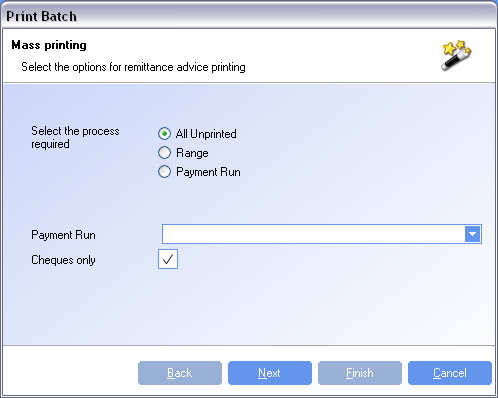 Print Batch
Mass printing
Select the options for remittance advice printing
Select the process
required
All Unprinted
Range
Payment Run
Payment Run
Cheques only
Back
Next
Finish
Cancel